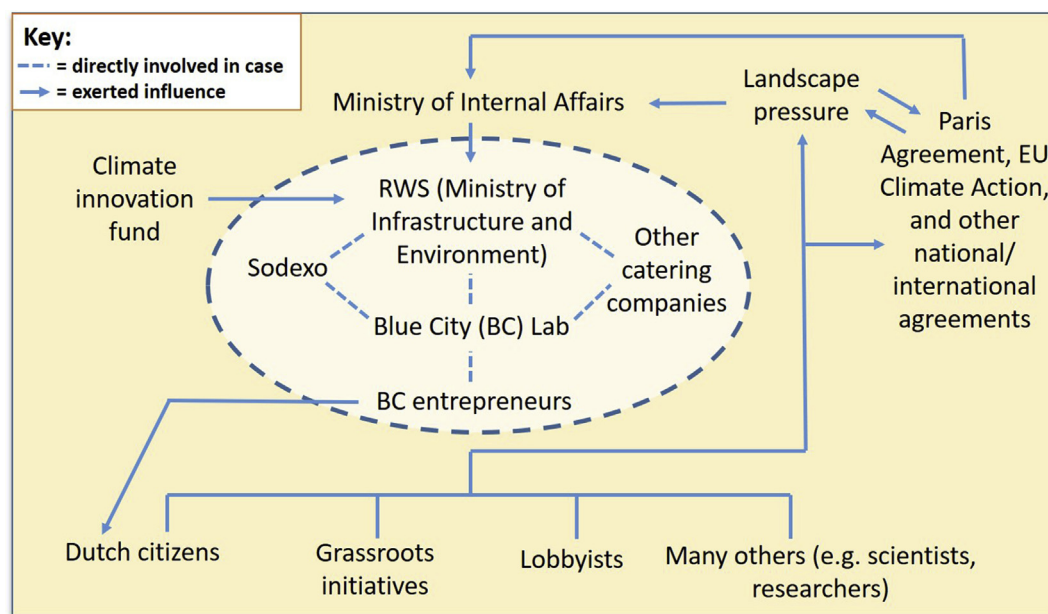 Key:
= directly involved in case
= exerted influence
Ministry of Internal Affairs
Landscape
pressure
Paris
Agreement, EU
Climate Action,
and other
national/
international
agreements
Climate
innovation
fund
RWS (Ministry of
Infrastructure and
Environment)
Sodexo
Other
catering
companies
Blue City (BC) Lab
BC entrepreneurs
Dutch citizens
Grassroots
initiatives
Lobbyists
Many others (e.g. scientists,
researchers)